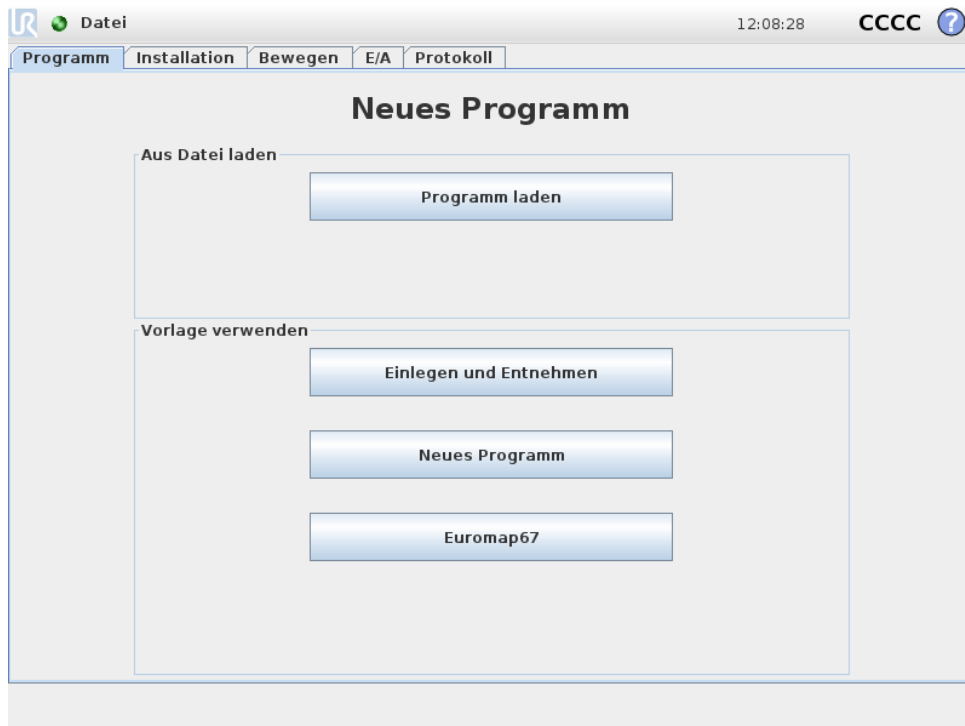 UR Datei 12:08:28 CCCC ?
Programm Installation Bewegen E/A Protokoll
Neues Programm
Aus Datei laden
Programm laden
Vorlage verwenden
Einlegen und Entnehmen
Neues Programm
Euromap67